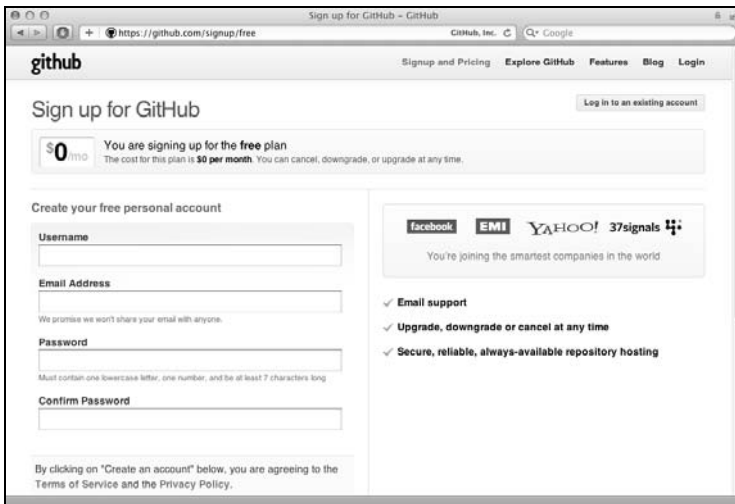 Sign up for GitHub – GitHub
https://github.com/signup/free
GitHub, Inc.
Google
github
Signup and Pricing Explore GitHub Features Blog Login
Sign up for GitHub
Log in to an existing account
$0/mo
You are signing up for the free plan
The cost for this plan is $0 per month. You can cancel, downgrade, or upgrade at any time.
Create your free personal account
Username
Email Address
We promise we won't share your email with anyone.
Password
Must contain one lowercase letter, one number, and be at least 7 characters long
Confirm Password
By clicking on "Create an account" below, you are agreeing to the
Terms of Service and the Privacy Policy.
facebook EMI YAHOO! 37signals
You're joining the smartest companies in the world
Email support
Upgrade, downgrade or cancel at any time
Secure, reliable, always-available repository hosting